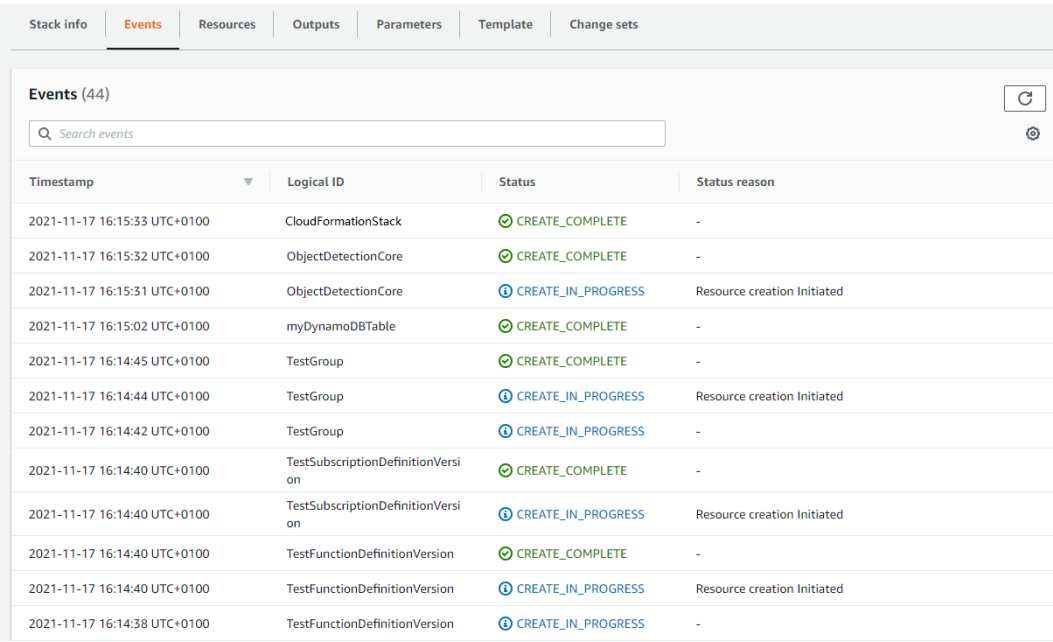 Stack info Events Resources Outputs Parameters Template Change sets
Events (44)
Search events
Timestamp Logical ID Status Status reason
2021-11-17 16:15:33 UTC+0100 CloudFormationStack CREATE_COMPLETE -
2021-11-17 16:15:32 UTC+0100 ObjectDetectionCore CREATE_COMPLETE -
2021-11-17 16:15:31 UTC+0100 ObjectDetectionCore CREATE_IN_PROGRESS Resource creation Initiated
2021-11-17 16:15:02 UTC+0100 myDynamoDBTable CREATE_COMPLETE -
2021-11-17 16:14:45 UTC+0100 TestGroup CREATE_COMPLETE -
2021-11-17 16:14:44 UTC+0100 TestGroup CREATE_IN_PROGRESS Resource creation Initiated
2021-11-17 16:14:42 UTC+0100 TestGroup CREATE_IN_PROGRESS -
2021-11-17 16:14:40 UTC+0100 TestSubscriptionDefinitionVersi
on CREATE_COMPLETE -
2021-11-17 16:14:40 UTC+0100 TestSubscriptionDefinitionVersi
on CREATE_IN_PROGRESS Resource creation Initiated
2021-11-17 16:14:40 UTC+0100 TestFunctionDefinitionVersion CREATE_COMPLETE -
2021-11-17 16:14:40 UTC+0100 TestFunctionDefinitionVersion CREATE_IN_PROGRESS Resource creation Initiated
2021-11-17 16:14:38 UTC+0100 TestFunctionDefinitionVersion CREATE_IN_PROGRESS -